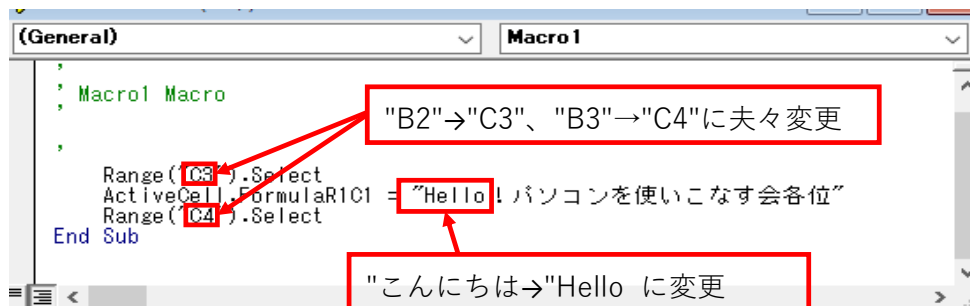 (General)
Macro1
'
' Macro1 Macro
'
"B2"→"C3"、"B3"→"C4"に夫々変更
'
Range("C3").Select
ActiveCell.FormulaR1C1 = "Hello！パソコンを使いこなす会各位"
Range("C4").Select
End Sub
"こんにちは→"Hello に変更